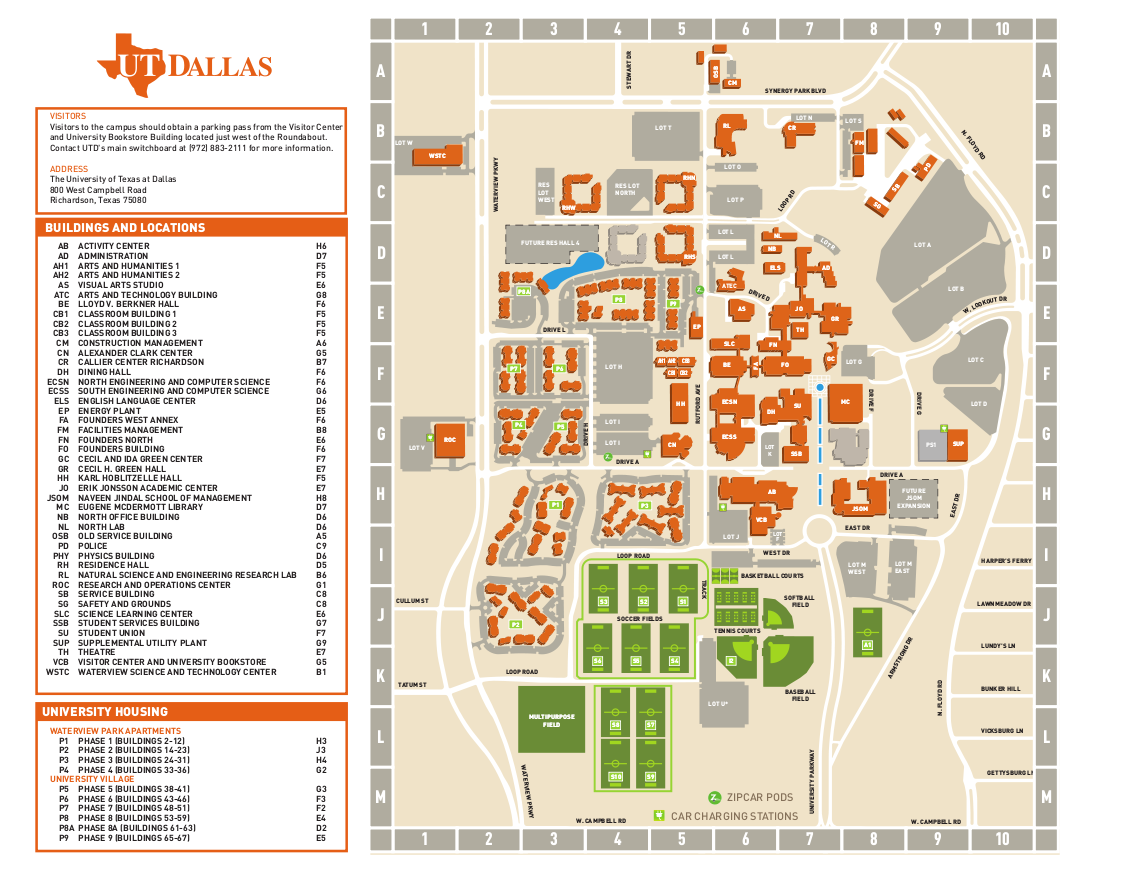 UT DALLAS
VISITORS
Visitors to the campus should obtain a parking pass from the Visitor Center
and University Bookstore Building located just west of the Roundabout.
Contact UTD's main switchboard at (972) 883-2111 for more information.
ADDRESS
The University of Texas at Dallas
800 West Campbell Road
Richardson, Texas 75080
BUILDINGS AND LOCATIONS
AB ACTIVITY CENTER H6
AD ADMINISTRATION D7
AH1 ARTS AND HUMANITIES 1 F5
AH2 ARTS AND HUMANITIES 2 F5
AS VISUAL ARTS STUDIO E6
ATC ARTS AND TECHNOLOGY BUILDING G8
BE LLOYD V. BERKNER HALL F6
CB1 CLASSROOM BUILDING 1 F5
CB2 CLASSROOM BUILDING 2 F5
CB3 CLASSROOM BUILDING 3 F5
CM CONSTRUCTION MANAGEMENT A6
CN ALEXANDER CLARK CENTER G5
CR CALLIER CENTER RICHARDSON B7
DH DINING HALL F6
ECSN NORTH ENGINEERING AND COMPUTER SCIENCE F6
ECSS SOUTH ENGINEERING AND COMPUTER SCIENCE G6
ELS ENGLISH LANGUAGE CENTER D6
EP ENERGY PLANT E5
FA FOUNDERS WEST ANNEX F6
FM FACILITIES MANAGEMENT B8
FN FOUNDERS NORTH E6
FO FOUNDERS BUILDING F6
GC CECIL AND IDA GREEN CENTER F7
GR CECIL H. GREEN HALL E7
HH KARL HOBLITZELLE HALL F5
JO ERIK JONSSON ACADEMIC CENTER E7
JSOM NAVEEN JINDAL SCHOOL OF MANAGEMENT H8
MC EUGENE MCDERMOTT LIBRARY D7
NB NORTH OFFICE BUILDING D6
NL NORTH LAB D6
OSB OLD SERVICE BUILDING A5
PD POLICE C9
PHY PHYSICS BUILDING D6
RH RESIDENCE HALL D5
RL NATURAL SCIENCE AND ENGINEERING RESEARCH LAB B6
ROC RESEARCH AND OPERATIONS CENTER G1
SB SERVICE BUILDING C8
SG SAFETY AND GROUNDS C8
SLC SCIENCE LEARNING CENTER E6
SSB STUDENT SERVICES BUILDING G7
SU STUDENT UNION F7
SUP SUPPLEMENTAL UTILITY PLANT G9
TH THEATRE E7
VCB VISITOR CENTER AND UNIVERSITY BOOKSTORE G5
WSTC WATERVIEW SCIENCE AND TECHNOLOGY CENTER B1
UNIVERSITY HOUSING
WATERVIEW PARK APARTMENTS
P1 PHASE 1 (BUILDINGS 2-12) H3
P2 PHASE 2 (BUILDINGS 14-23) J3
P3 PHASE 3 (BUILDINGS 24-31) H4
P4 PHASE 4 (BUILDINGS 33-36) G2
UNIVERSITY VILLAGE
P5 PHASE 5 (BUILDINGS 38-41) G3
P6 PHASE 6 (BUILDINGS 43-46) F3
P7 PHASE 7 (BUILDINGS 48-51) F2
P8 PHASE 8 (BUILDINGS 53-59) E4
P8A PHASE 8A (BUILDINGS 61-63) D2
P9 PHASE 9 (BUILDINGS 65-67) E5
1 2 3 4 5 6 7 8 9 10
A A
STEWART DR
OSB
CM
SYNERGY PARK BLVD
B B
LOT W
WSTC
LOT T
RL
LOT N
CR
LOT S
FM
N. FLOYD RD
C C
WATERVIEW PKWY
RES LOT WEST
RHW
RES LOT NORTH
RHN
LOT O
LOT P
LOOP RD
PD
SB
SG
D D
FUTURE RES HALL 4
RHS
LOT L
LOT L
NL
NB
ELS
LOT R
AD
LOT A
LOT B
E E
P8A
P8
P9
ATEC
DRIVE D
AS
JO
TH
GR
EP
DRIVE L
W. LOOKOUT DR
F F
P7
P6
LOT H
AH1 AH2 CB3
CB1 CB2
SLC
FN
BE
FO
GC
LOT Q
LOT C
LOT D
HH
RUTFORD AVE
ECSN
DH
SU
MC
DRIVE F
DRIVE G
G G
LOT V
ROC
P4
P5
DRIVE H
LOT I
LOT I
CN
ECSS
LOT K
SSB
PS1
SUP
DRIVE A
DRIVE A
H H
P1
P3
AB
VCB
LOT J
JSOM
FUTURE JSOM EXPANSION
EAST DR
EAST DR
I I
LOOP ROAD
WEST DR
LOT M WEST
LOT M EAST
HARPER'S FERRY
BASKETBALL COURTS
TRACK
J J
CULLUM ST
P2
S3 S2 S1
SOCCER FIELDS
SOFTBALL FIELD
TENNIS COURTS
A1
LAWNMEADOW DR
ARMSTRONG DR
LUNDY'S LN
K K
S6 S5 S4
LOOP ROAD
TATUM ST
BASEBALL FIELD
LOT U*
N. FLOYD RD
BUNKER HILL
L L
MULTIPURPOSE FIELD
S8 S7
VICKSBURG LN
S10 S9
GETTYSBURG L
M M
WATERVIEW PKWY
UNIVERSITY PARKWAY
ZIPCAR PODS
CAR CHARGING STATIONS
W. CAMPBELL RD
W. CAMPBELL RD
1 2 3 4 5 6 7 8 9 10